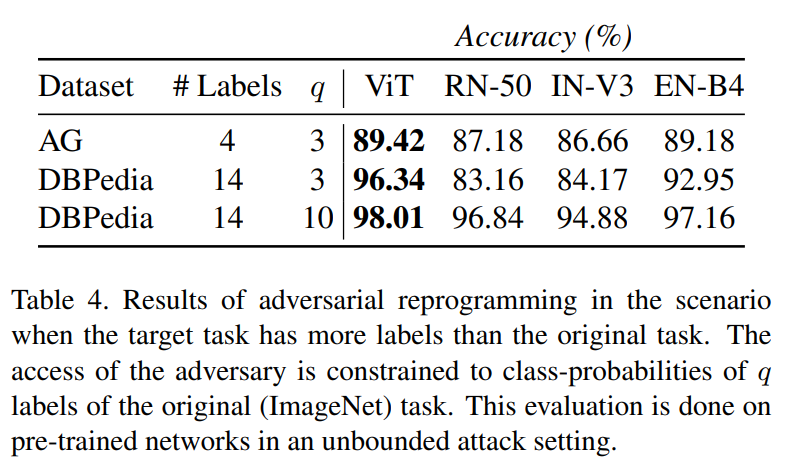 Accuracy (%)
Dataset # Labels q ViT RN-50 IN-V3 EN-B4
AG 4 3 89.42 87.18 86.66 89.18
DBPedia 14 3 96.34 83.16 84.17 92.95
DBPedia 14 10 98.01 96.84 94.88 97.16
Table 4. Results of adversarial reprogramming in the scenario
when the target task has more labels than the original task. The
access of the adversary is constrained to class-probabilities of q
labels of the original (ImageNet) task. This evaluation is done on
pre-trained networks in an unbounded attack setting.